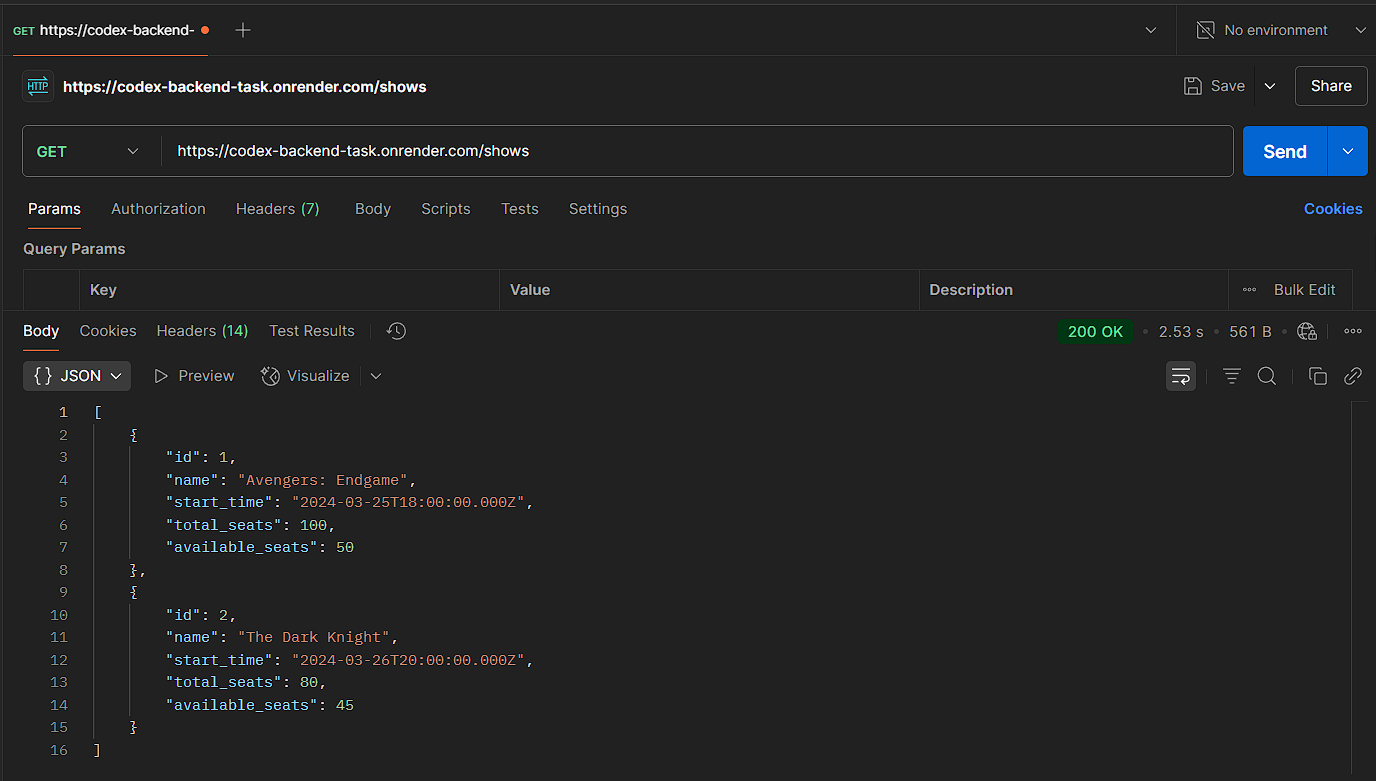 GET https://codex-backend- No environment
HTTP https://codex-backend-task.onrender.com/shows Save Share
GET https://codex-backend-task.onrender.com/shows Send
Params Authorization Headers (7) Body Scripts Tests Settings Cookies
Query Params
Key Value Description Bulk Edit
Body Cookies Headers (14) Test Results 200 OK 2.53 s 561 B
{} JSON Preview Visualize
1 [
2 {
3 "id": 1,
4 "name": "Avengers: Endgame",
5 "start_time": "2024-03-25T18:00:00.000Z",
6 "total_seats": 100,
7 "available_seats": 50
8 },
9 {
10 "id": 2,
11 "name": "The Dark Knight",
12 "start_time": "2024-03-26T20:00:00.000Z",
13 "total_seats": 80,
14 "available_seats": 45
15 }
16 ]